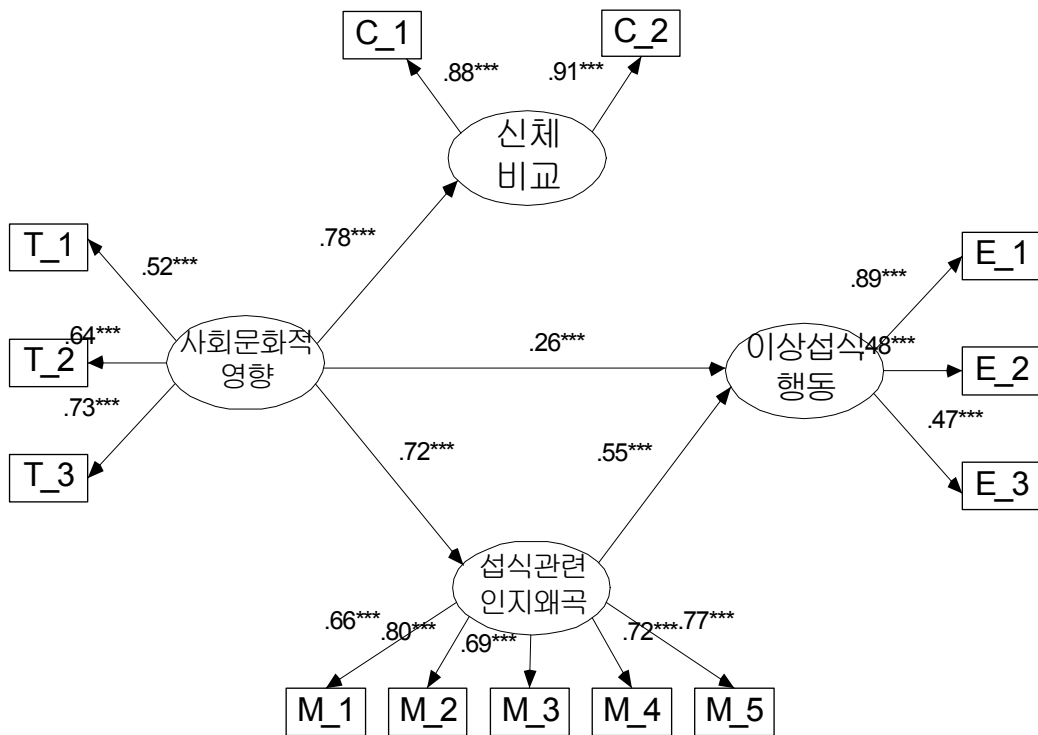 C_1
C_2
.88***
.91***
신체
비교
T_1
.78***
E_1
.52***
.89***
T_2
.64***
사회문화적
영향
.26***
이상섭식
행동
.48***
E_2
.73***
.47***
T_3
.72***
.55***
E_3
섭식관련
인지왜곡
.66***
.80***
.69***
.72***
.77***
M_1
M_2
M_3
M_4
M_5